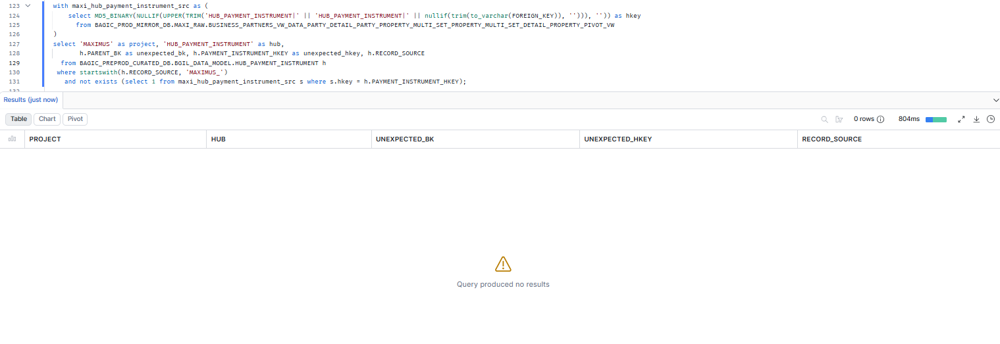 123 with maxi_hub_payment_instrument_src as (
124 select MD5_BINARY(NULLIF(UPPER(TRIM('HUB_PAYMENT_INSTRUMENT|' || 'HUB_PAYMENT_INSTRUMENT|' || nullif(trim(to_varchar(FOREIGN_KEY)), ''))), '')) as hkey
125 from BAGIC_PROD_MIRROR_DB.MAXI_RAW.BUSINESS_PARTNERS_VW_DATA_PARTY_DETAIL_PARTY_PROPERTY_MULTI_SET_PROPERTY_MULTI_SET_DETAIL_PROPERTY_PIVOT_VW
126 )
127 select 'MAXIMUS' as project, 'HUB_PAYMENT_INSTRUMENT' as hub,
128 h.PARENT_BK as unexpected_bk, h.PAYMENT_INSTRUMENT_HKEY as unexpected_hkey, h.RECORD_SOURCE
129 from BAGIC_PREPROD_CURATED_DB.BGIL_DATA_MODEL.HUB_PAYMENT_INSTRUMENT h
130 where startswith(h.RECORD_SOURCE, 'MAXIMUS_')
131 and not exists (select 1 from maxi_hub_payment_instrument_src s where s.hkey = h.PAYMENT_INSTRUMENT_HKEY);
Results (just now)
Table Chart Pivot 0 rows 804ms
PROJECT HUB UNEXPECTED_BK UNEXPECTED_HKEY RECORD_SOURCE
Query produced no results